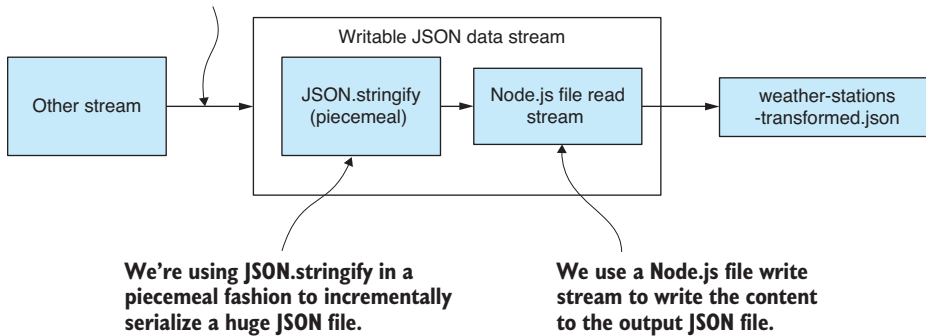 Writable JSON data stream
Other stream
JSON.stringify
(piecemeal)
Node.js file read
stream
weather-stations
-transformed.json
We're using JSON.stringify in a
piecemeal fashion to incrementally
serialize a huge JSON file.
We use a Node.js file write
stream to write the content
to the output JSON file.